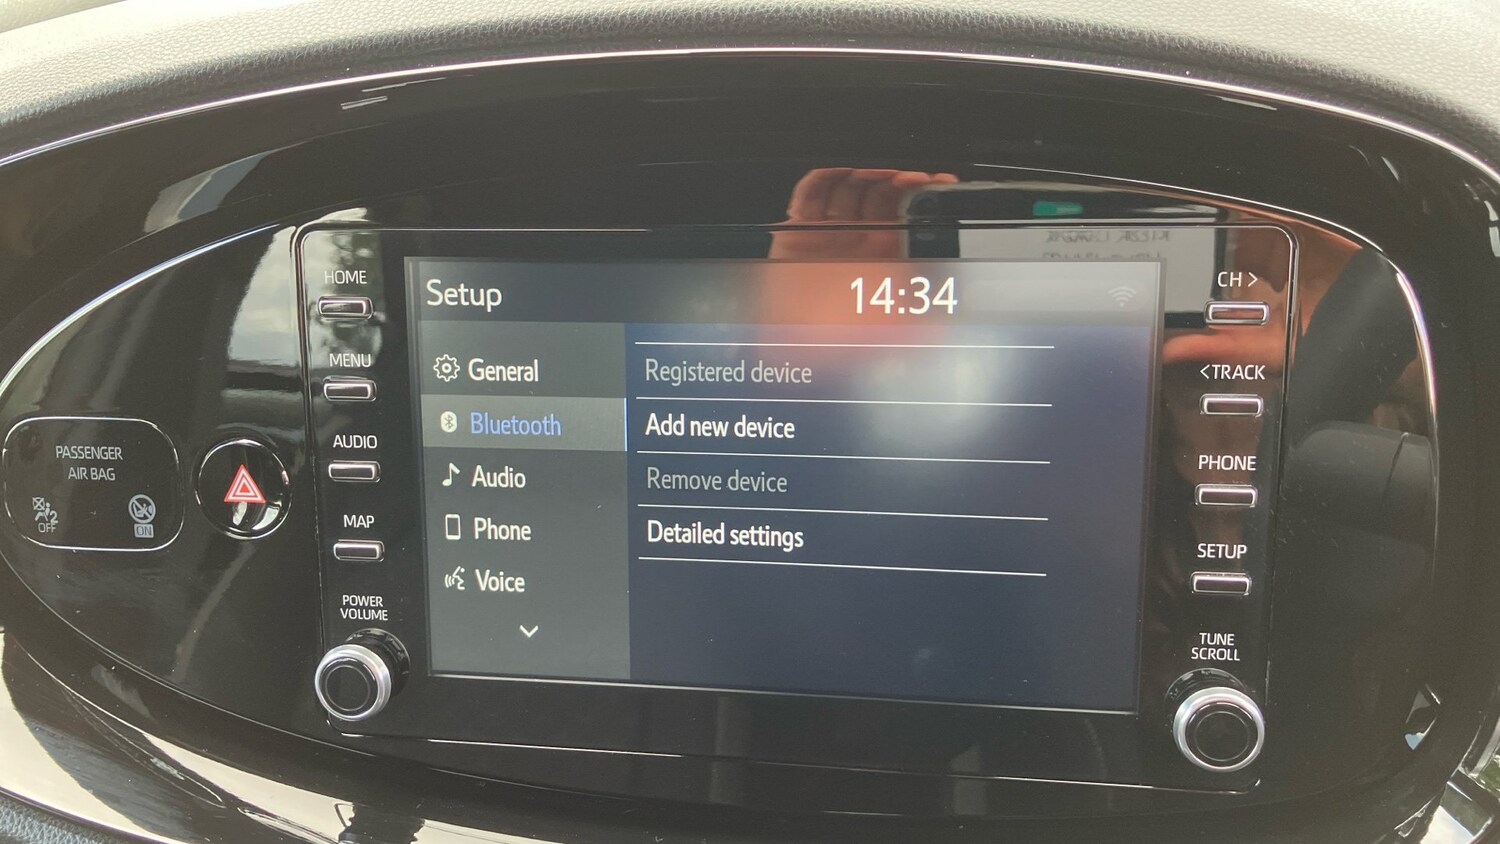 HOME
MENU
AUDIO
MAP
POWER
VOLUME
PASSENGER
AIR BAG
2
OFF
ON
Setup
14:34
General
Bluetooth
Audio
Phone
Voice
Registered device
Add new device
Remove device
Detailed settings
CH >
<TRACK
PHONE
SETUP
TUNE
SCROLL